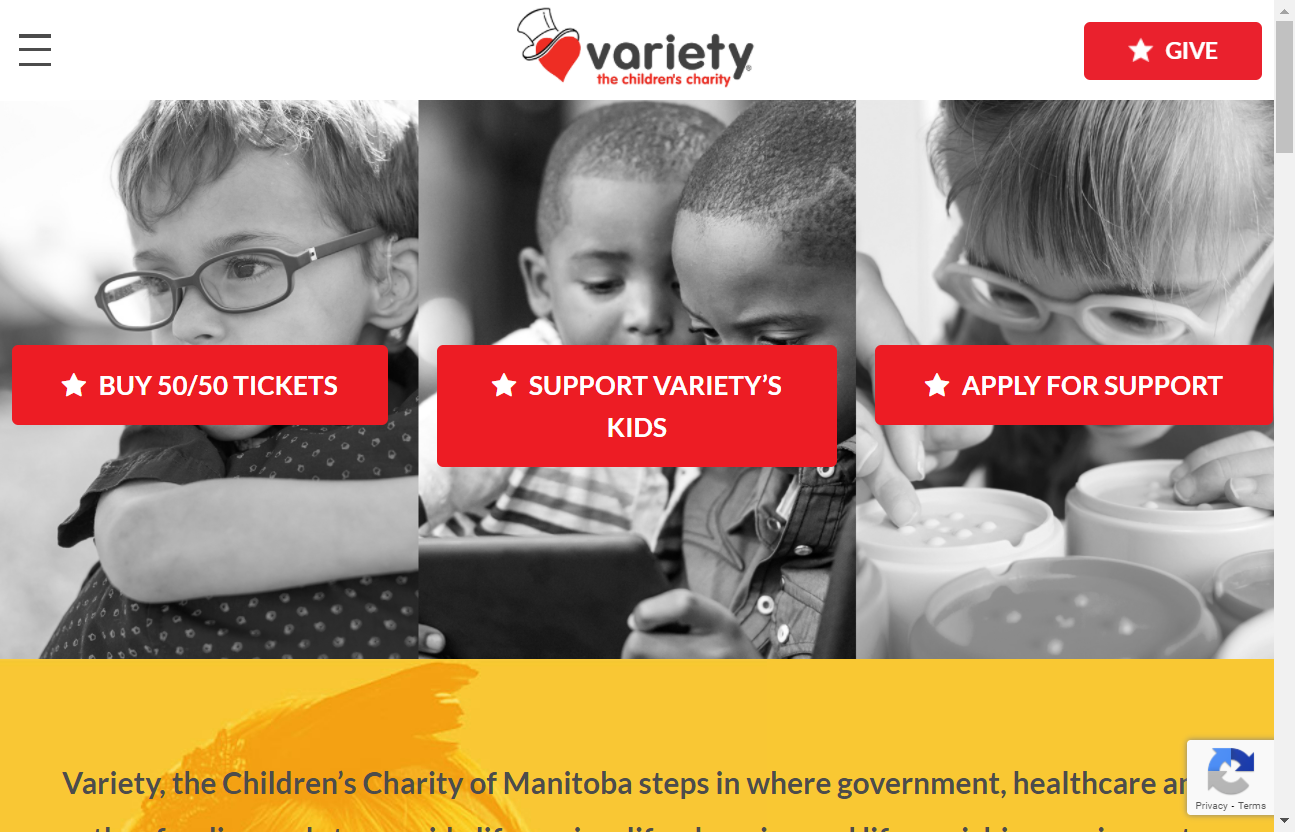 variety
the children's charity
GIVE
BUY 50/50 TICKETS
SUPPORT VARIETY'S
KIDS
APPLY FOR SUPPORT
Variety, the Children's Charity of Manitoba steps in where government, healthcare
Privacy - Terms